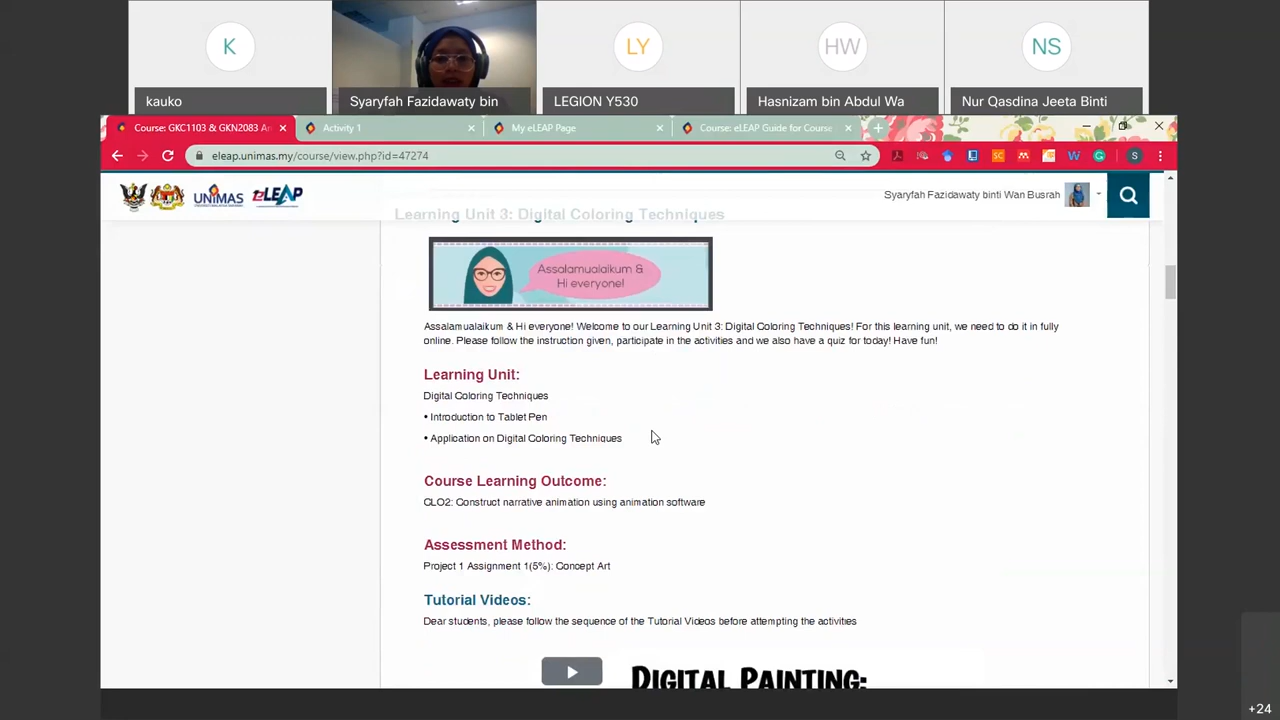 K
LY
HW
NS
kauko
Syaryfah Fazidawaty bin
LEGION Y530
Hasnizam bin Abdul Wa
Nur Qasdina Jeeta Binti
Course: GKC1103 & GKN2083 An
Activity 1
My eLEAP Page
Course: eLEAP Guide for Course
eleap.unimas.my/course/view.php?id=47274
UNIMAS
eLEAP
Syaryfah Fazidawaty binti Wan Busrah
Learning Unit 3: Digital Coloring Techniques
Assalamualaikum &
Hi everyone!
Assalamualaikum & Hi everyone! Welcome to our Learning Unit 3: Digital Coloring Techniques! For this learning unit, we need to do it in fully
online. Please follow the instruction given, participate in the activities and we also have a quiz for today! Have fun!
Learning Unit:
Digital Coloring Techniques
• Introduction to Tablet Pen
• Application on Digital Coloring Techniques
Course Learning Outcome:
CLO2: Construct narrative animation using animation software
Assessment Method:
Project 1 Assignment 1(5%): Concept Art
Tutorial Videos:
Dear students, please follow the sequence of the Tutorial Videos before attempting the activities
DIGITAL PAINTING:
+24